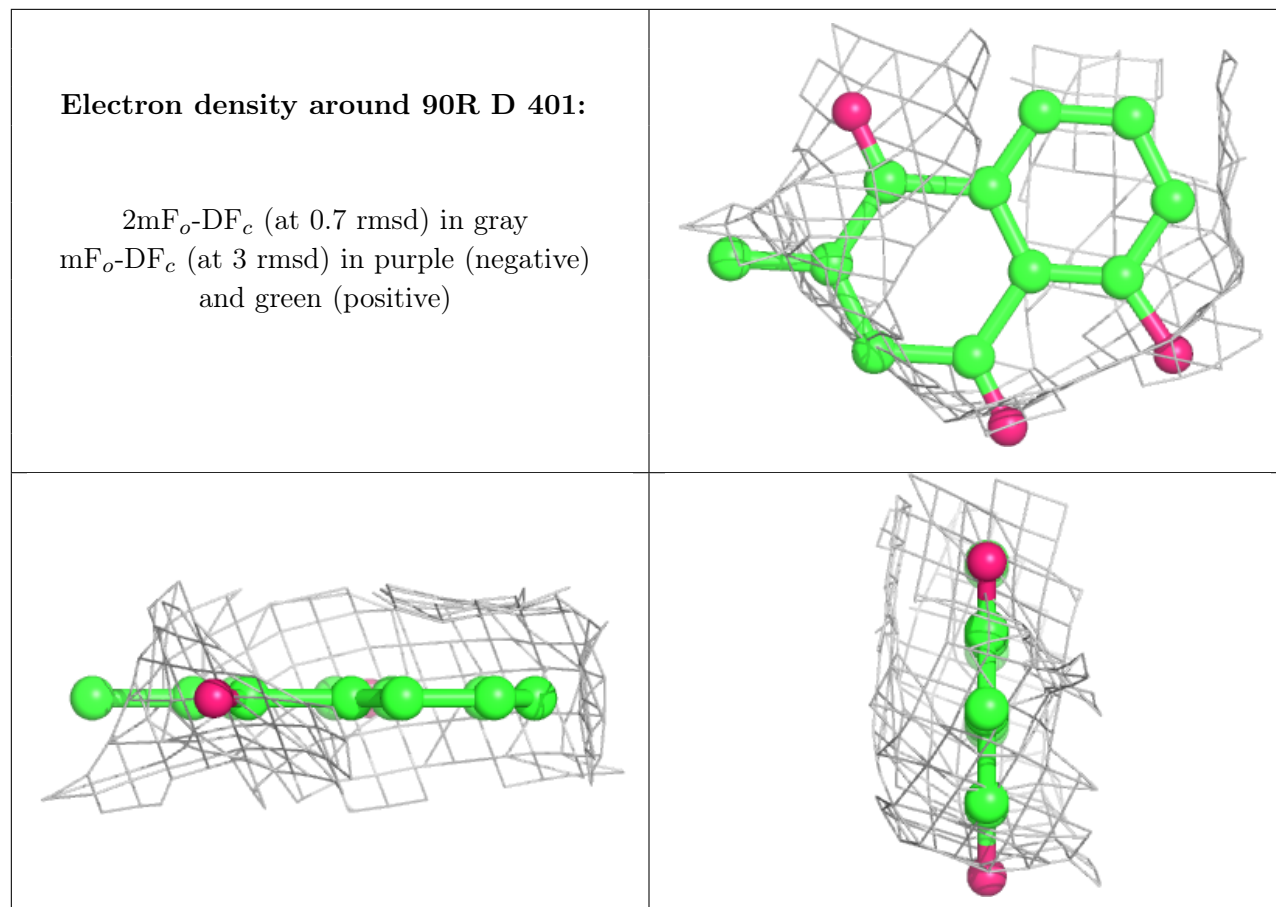 Electron density around 90R D 401:
2mFo-DFc (at 0.7 rmsd) in gray
mFo-DFc (at 3 rmsd) in purple (negative)
and green (positive)